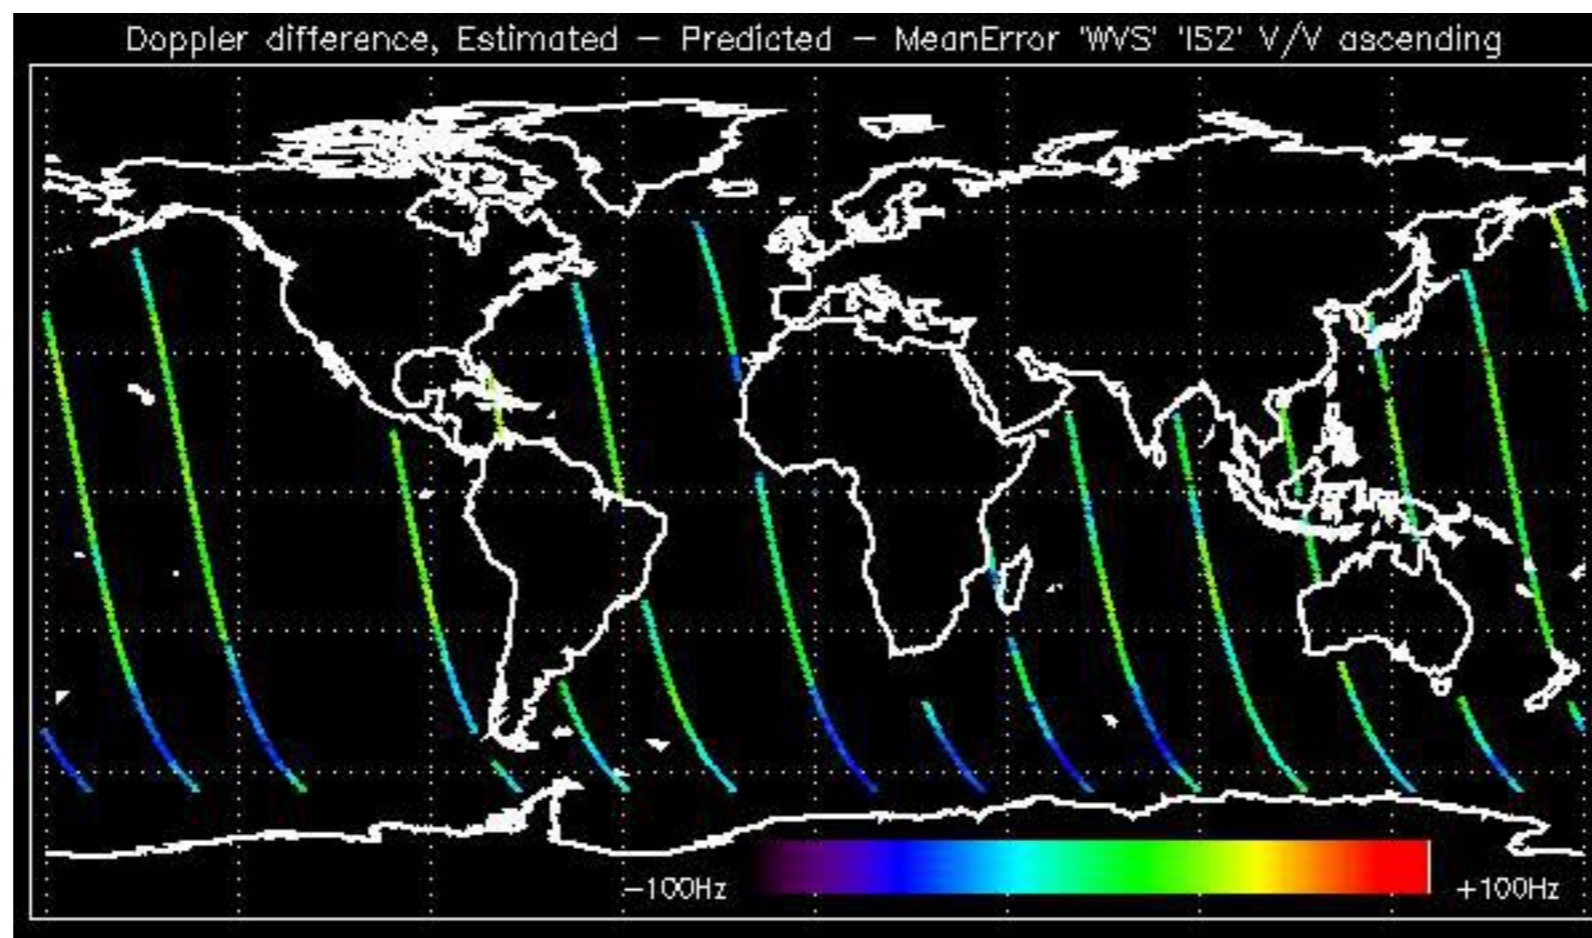 Doppler difference, Estimated − Predicted − MeanError 'WVS' 'IS2' V/V ascending
−100Hz +100Hz